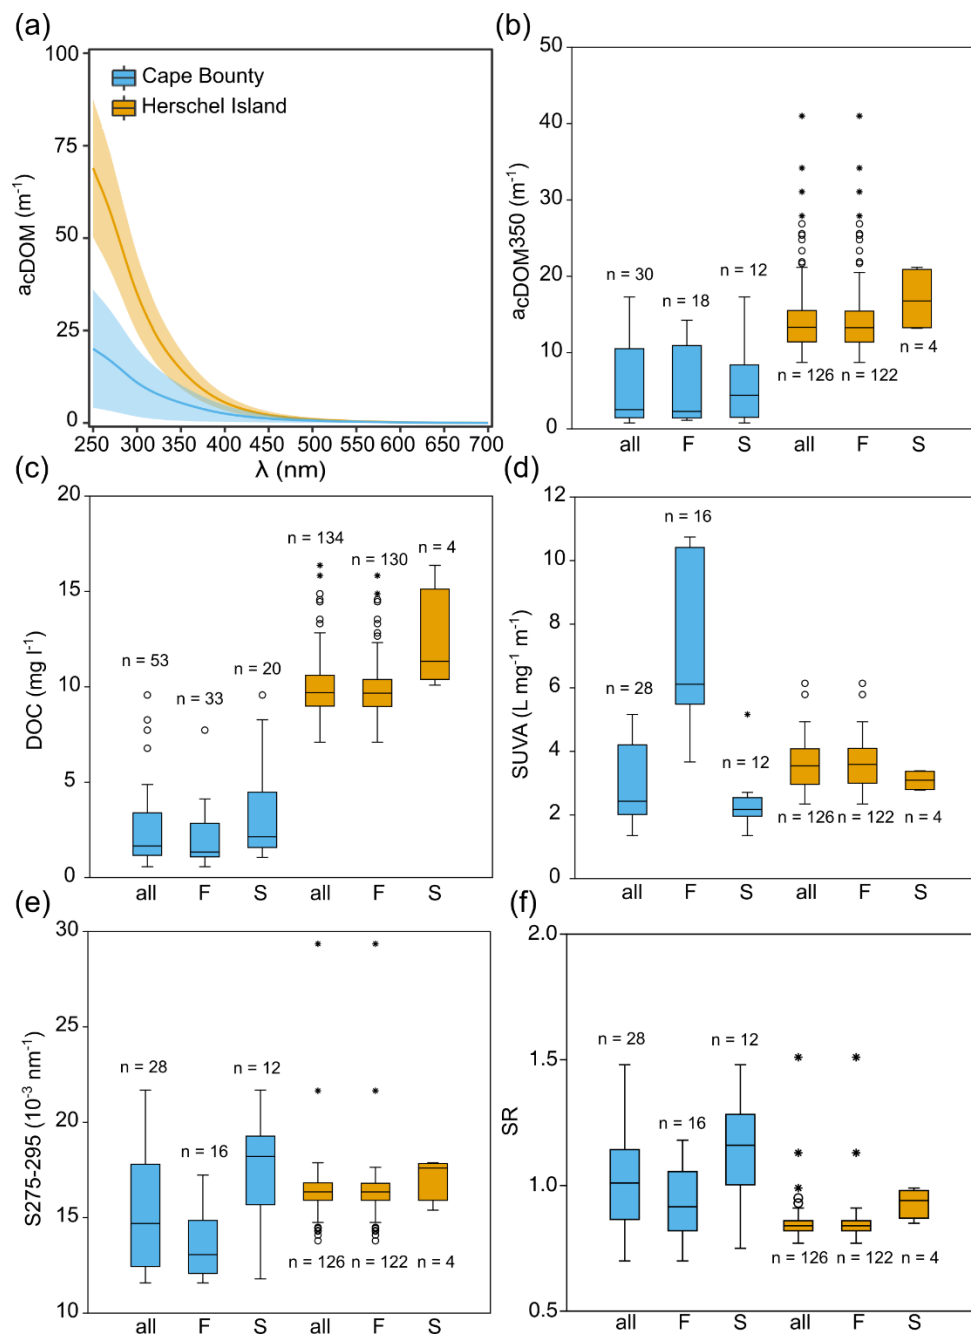 (a)
100
75
50
25
0
acDOM (m⁻¹)
Cape Bounty
Herschel Island
250 300 350 400 450 500 550 600 650 700
λ (nm)
(b)
50
40
30
20
10
0
acDOM350 (m⁻¹)
n = 30
n = 18
n = 12
n = 126
n = 122
n = 4
all F S all F S
(c)
20
15
10
5
0
DOC (mg l⁻¹)
n = 53
n = 33
n = 20
n = 134
n = 130
n = 4
all F S all F S
(d)
12
10
8
6
4
2
0
SUVA (L mg⁻¹ m⁻¹)
n = 28
n = 16
n = 12
n = 126
n = 122
n = 4
all F S all F S
(e)
30
25
20
15
10
S275-295 (10⁻³ nm⁻¹)
n = 28
n = 16
n = 12
n = 126
n = 122
n = 4
all F S all F S
(f)
2.0
1.5
1.0
0.5
SR
n = 28
n = 16
n = 12
n = 126
n = 122
n = 4
all F S all F S